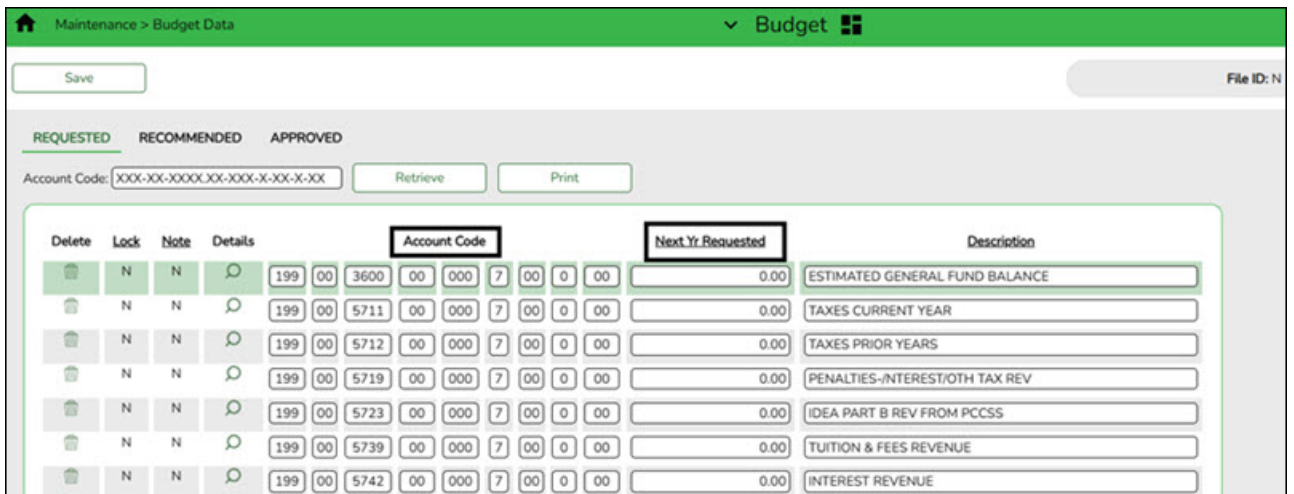 Maintenance > Budget Data
Budget
Save
File ID: N
REQUESTED RECOMMENDED APPROVED
Account Code: XXX-XX-XXXX.XX-XXX-X-XX-X-XX Retrieve Print
Delete Lock Note Details Account Code Next Yr Requested Description
N N 199 00 3600 00 000 7 00 0 00 0.00 ESTIMATED GENERAL FUND BALANCE
N N 199 00 5711 00 000 7 00 0 00 0.00 TAXES CURRENT YEAR
N N 199 00 5712 00 000 7 00 0 00 0.00 TAXES PRIOR YEARS
N N 199 00 5719 00 000 7 00 0 00 0.00 PENALTIES-/NTEREST/OTH TAX REV
N N 199 00 5723 00 000 7 00 0 00 0.00 IDEA PART B REV FROM PCCSS
N N 199 00 5739 00 000 7 00 0 00 0.00 TUITION & FEES REVENUE
N N 199 00 5742 00 000 7 00 0 00 0.00 INTEREST REVENUE